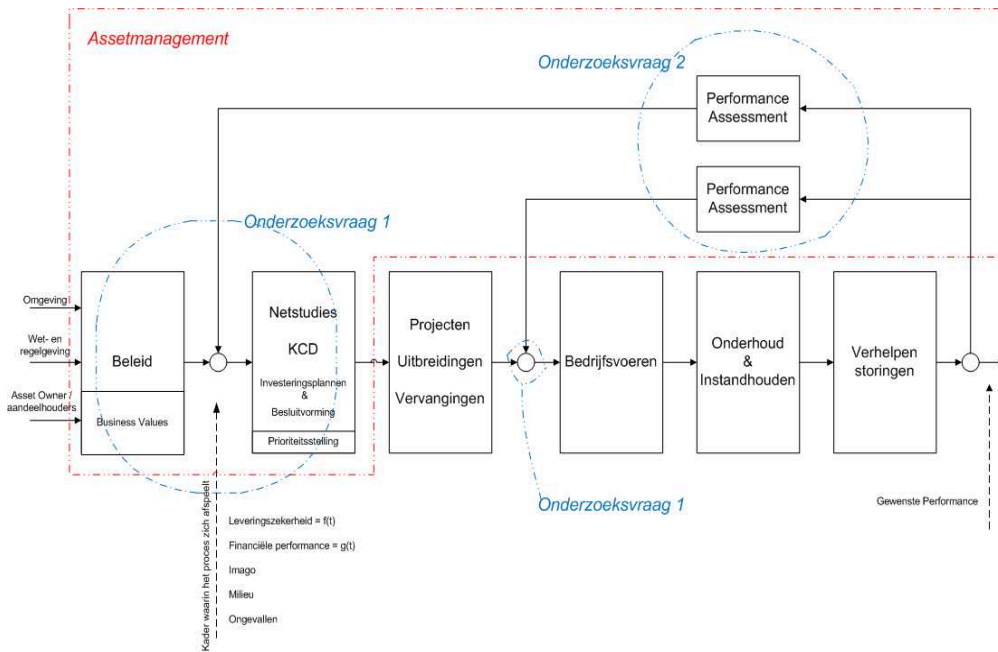 Assetmanagement
Onderzoeksvraag 2
Performance
Assessment
Performance
Assessment
Onderzoeksvraag 1
Omgeving
Wet- en
regelgeving
Asset Owner /
aandeelhouders
Beleid
Business Values
Netstudies
KCD
Investeringsplannen
&
Besluitvorming
Prioriteitsstelling
Projecten
Uitbreidingen
Vervangingen
Bedrijfsvoeren
Onderhoud
&
Instandhouden
Verhelpen
storingen
Onderzoeksvraag 1
Gewenste Performance
Kader waarin het proces zich afspeelt
Leveringszekerheid = f(t)
Financiële performance = g(t)
Imago
Milieu
Ongevallen